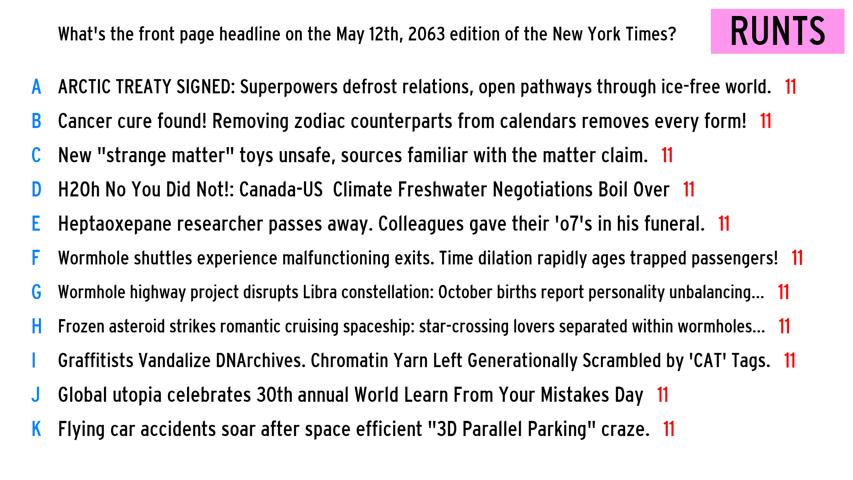 What's the front page headline on the May 12th, 2063 edition of the New York Times?
RUNTS
A ARCTIC TREATY SIGNED: Superpowers defrost relations, open pathways through ice-free world. 11
B Cancer cure found! Removing zodiac counterparts from calendars removes every form! 11
C New "strange matter" toys unsafe, sources familiar with the matter claim. 11
D H2Oh No You Did Not!: Canada-US Climate Freshwater Negotiations Boil Over 11
E Heptaoxepane researcher passes away. Colleagues gave their 'o7's in his funeral. 11
F Wormhole shuttles experience malfunctioning exits. Time dilation rapidly ages trapped passengers! 11
G Wormhole highway project disrupts Libra constellation: October births report personality unbalancing... 11
H Frozen asteroid strikes romantic cruising spaceship: star-crossing lovers separated within wormholes... 11
I Graffitists Vandalize DNArchives. Chromatin Yarn Left Generationally Scrambled by 'CAT' Tags. 11
J Global utopia celebrates 30th annual World Learn From Your Mistakes Day 11
K Flying car accidents soar after space efficient "3D Parallel Parking" craze. 11